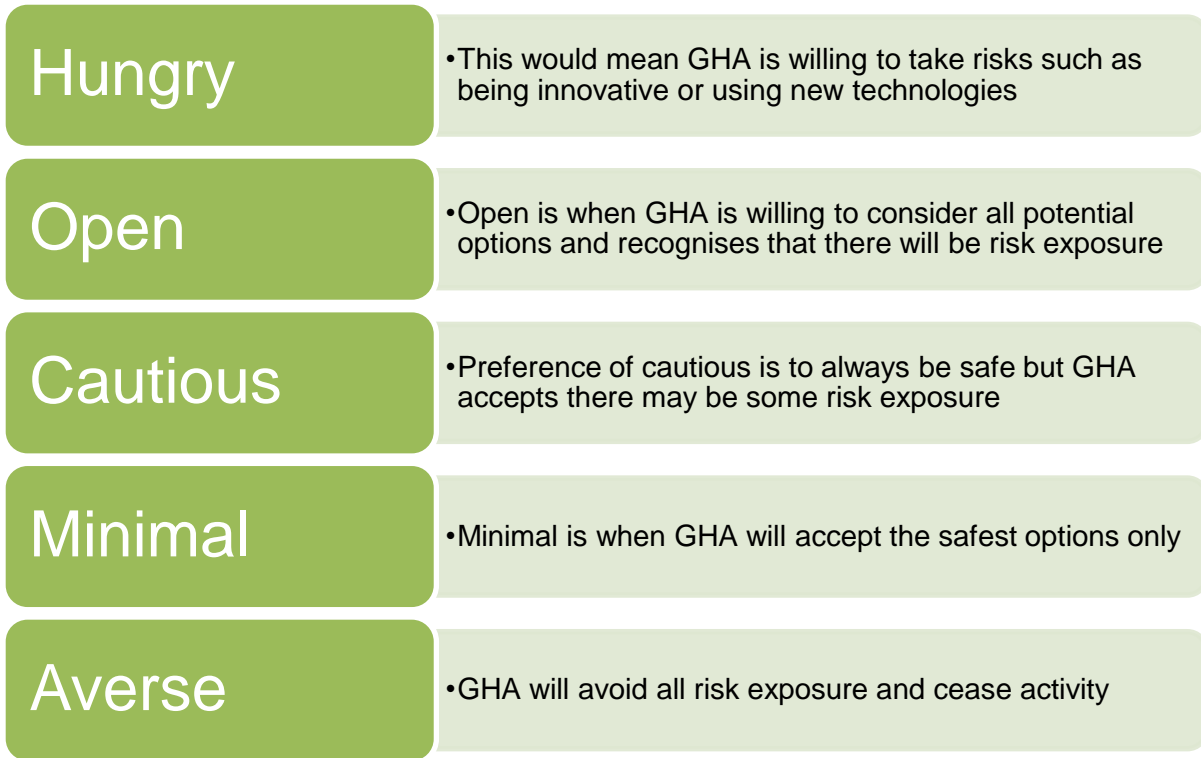 Hungry
•This would mean GHA is willing to take risks such as
being innovative or using new technologies
Open
•Open is when GHA is willing to consider all potential
options and recognises that there will be risk exposure
Cautious
•Preference of cautious is to always be safe but GHA
accepts there may be some risk exposure
Minimal
•Minimal is when GHA will accept the safest options only
Averse
•GHA will avoid all risk exposure and cease activity